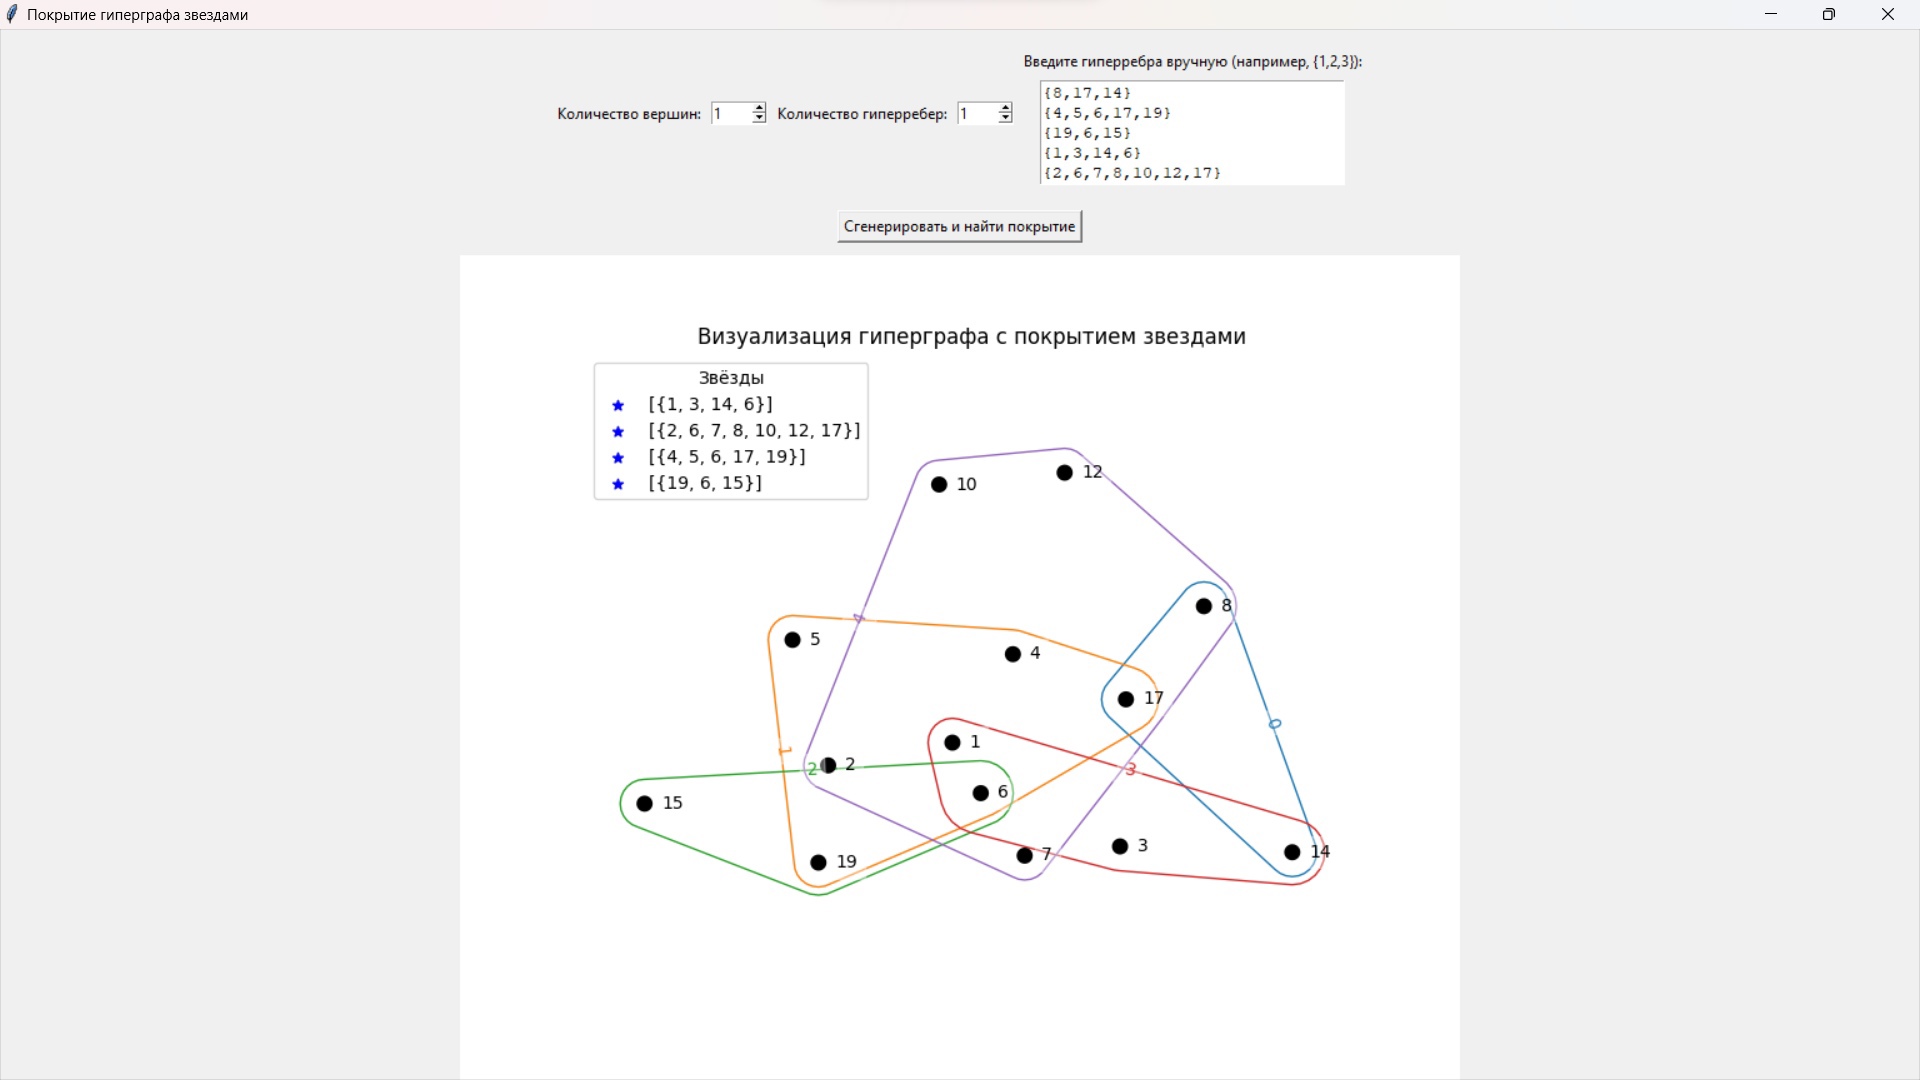 Покрытие гиперграфа звездами
Введите гиперребра вручную (например, {1,2,3}):
Количество вершин: 1 Количество гиперребер: 1
{8,17,14}
{4,5,6,17,19}
{19,6,15}
{1,3,14,6}
{2,6,7,8,10,12,17}
Сгенерировать и найти покрытие
Визуализация гиперграфа с покрытием звездами
Звёзды
[{1, 3, 14, 6}]
[{2, 6, 7, 8, 10, 12, 17}]
[{4, 5, 6, 17, 19}]
[{19, 6, 15}]
12
10
8
4
5
4
17
0
1
1
2
2
3
6
15
3
7
14
19